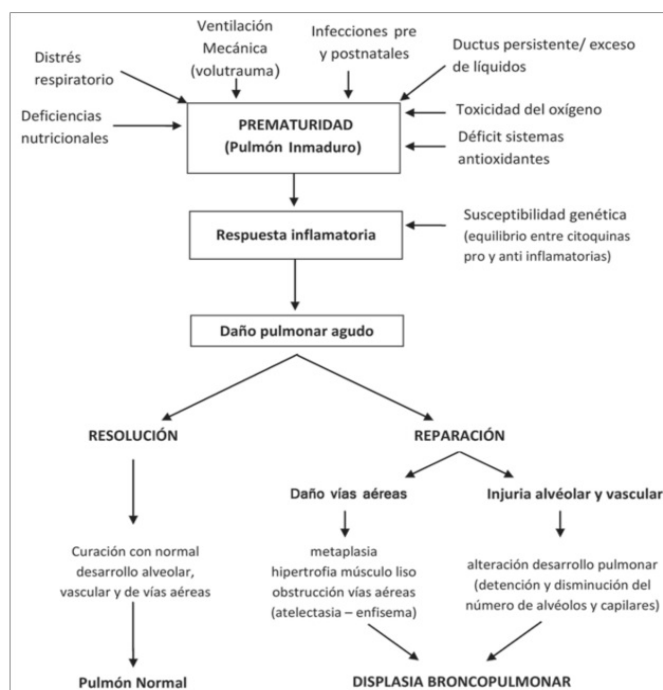 Distrés
respiratorio
Ventilación
Mecánica
(volutrauma)
Infecciones pre
y postnatales
Ductus persistente/ exceso
de líquidos
Deficiencias
nutricionales
PREMATURIDAD
(Pulmón Inmaduro)
Toxicidad del oxígeno
Déficit sistemas
antioxidantes
Respuesta inflamatoria
Susceptibilidad genética
(equilibrio entre citoquinas
pro y anti inflamatorias)
Daño pulmonar agudo
RESOLUCIÓN
REPARACIÓN
Daño vías aéreas
Injuria alvéolar y vascular
Curación con normal
desarrollo alveolar,
vascular y de vías aéreas
metaplasia
hipertrofia músculo liso
obstrucción vías aéreas
(atelectasia – enfisema)
alteración desarrollo pulmonar
(detención y disminución del
número de alvéolos y capilares)
Pulmón Normal
DISPLASIA BRONCOPULMONAR